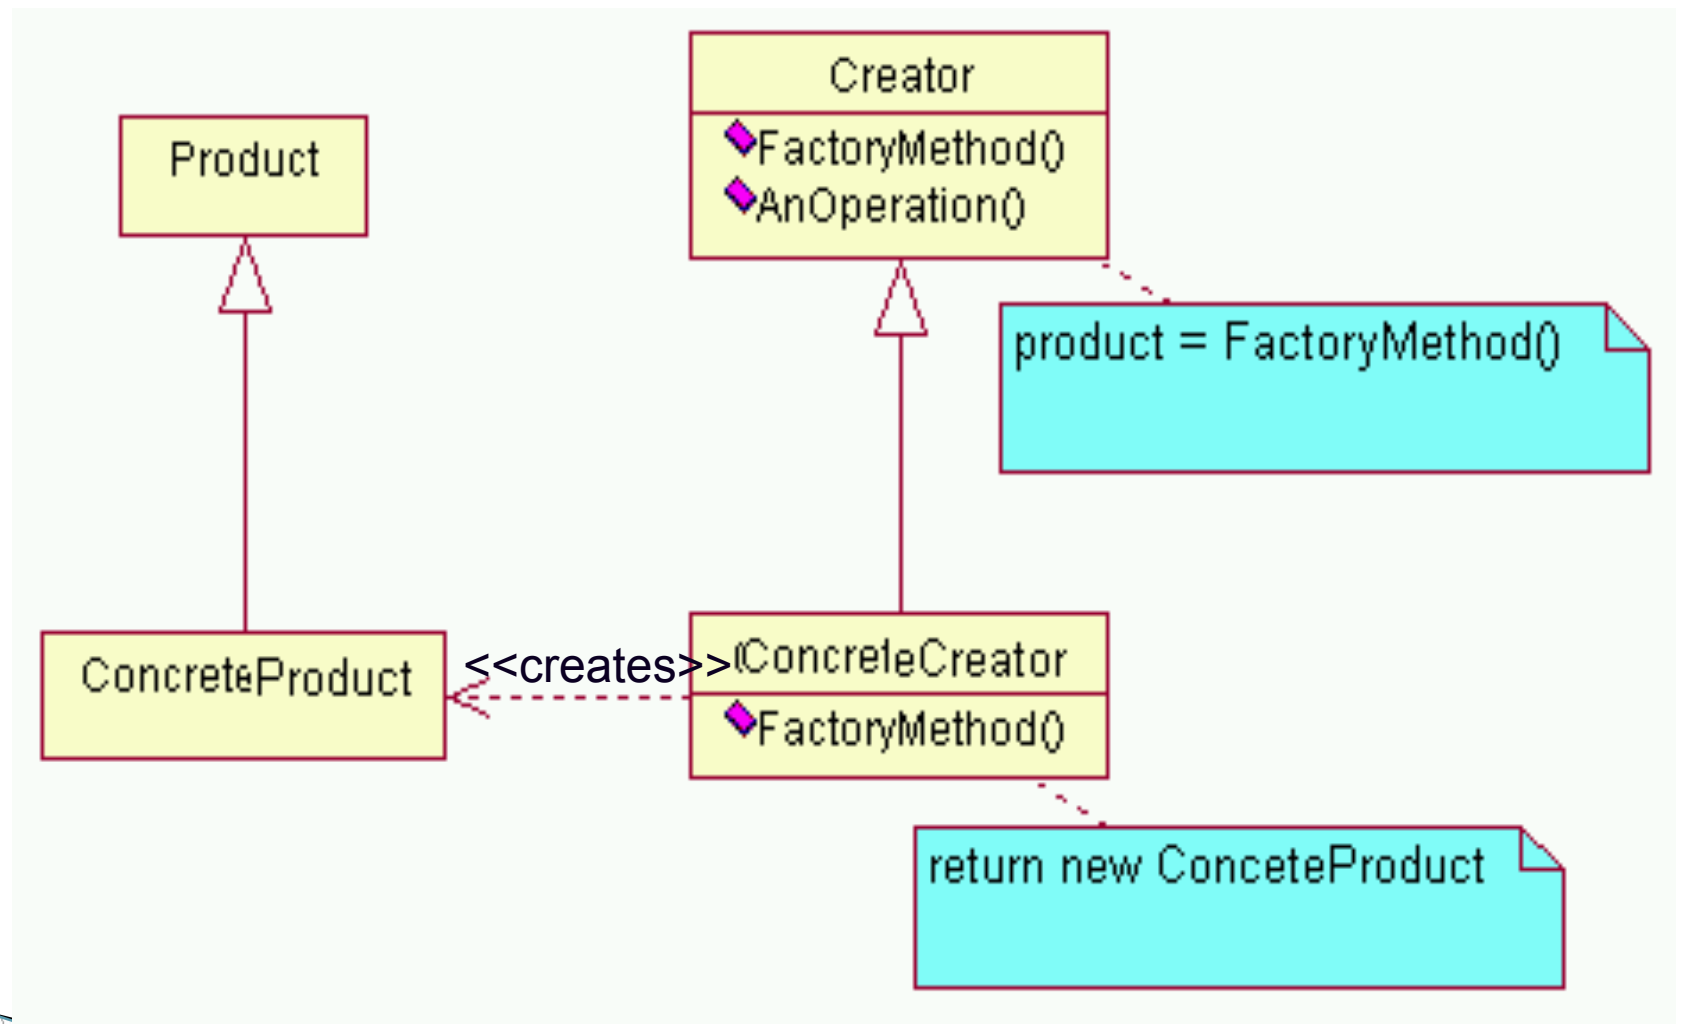 Creator
FactoryMethod()
AnOperation()
Product
product = FactoryMethod()
ConcreteProduct
<<creates>>
ConcreteCreator
FactoryMethod()
return new ConceteProduct